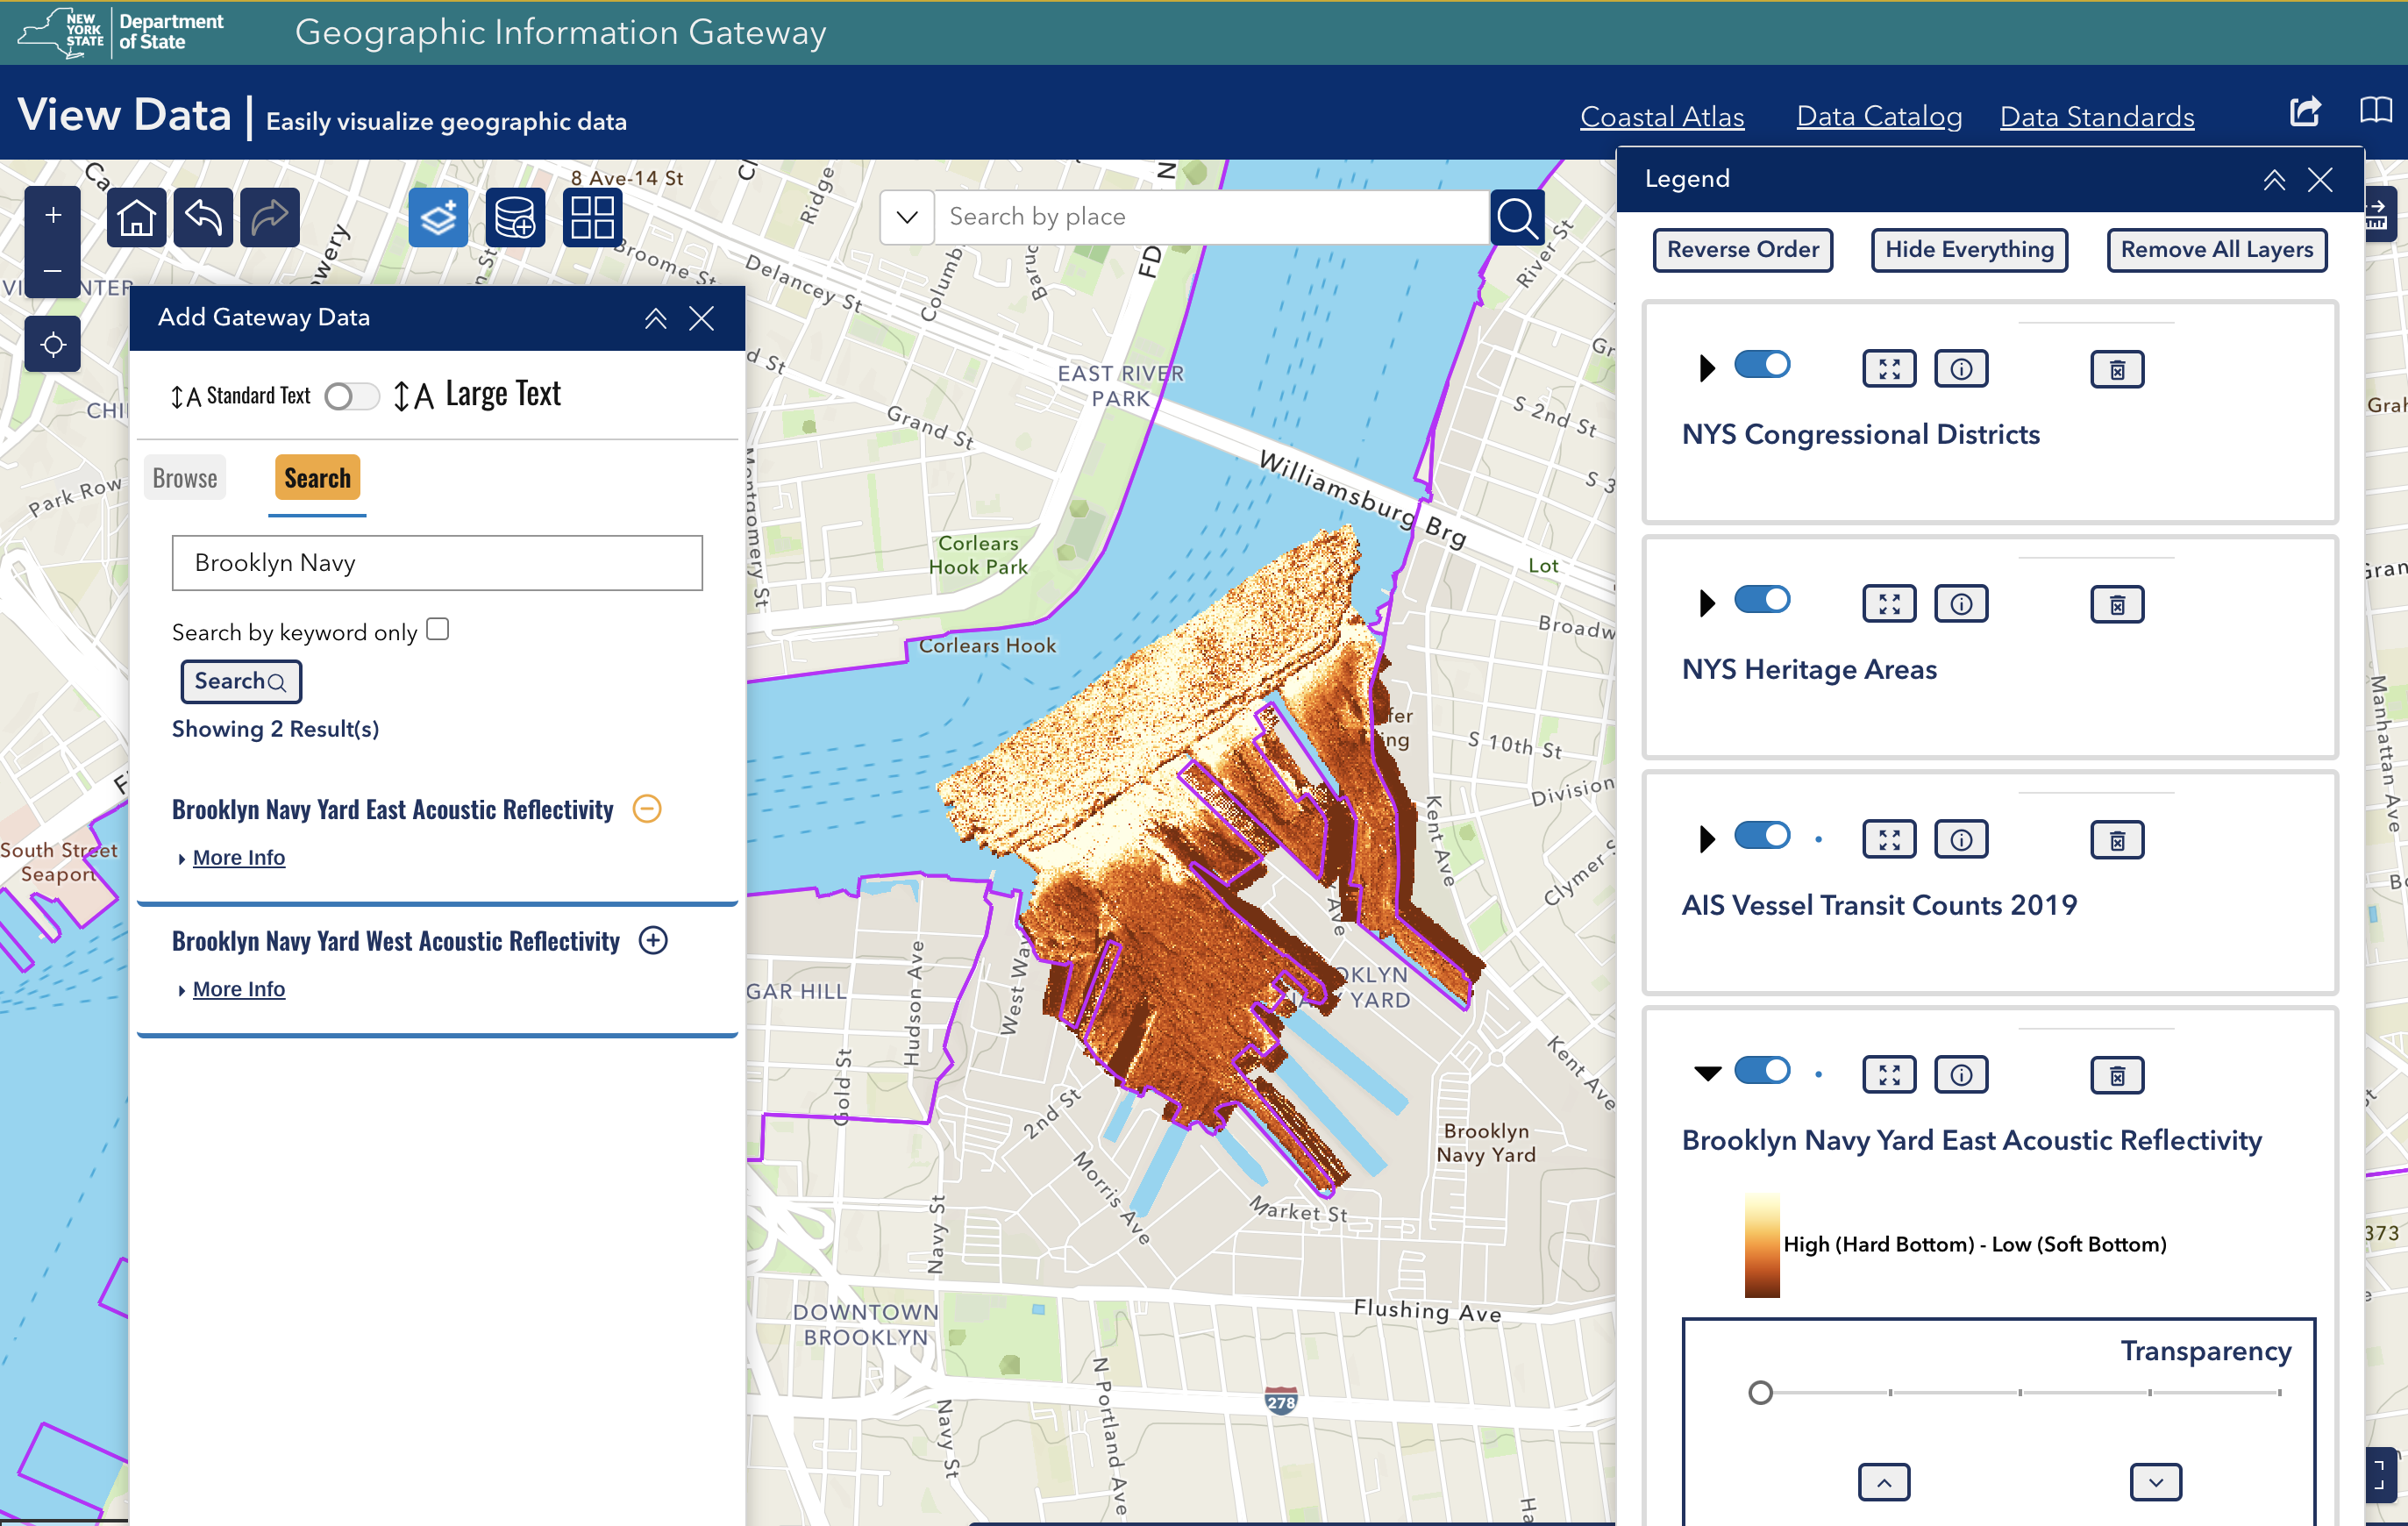 NEW
YORK
STATE
Department
of State
Geographic Information Gateway
View Data | Easily visualize geographic data
Coastal Atlas
Data Catalog
Data Standards
8 Ave-14 St
Ridge
Search by place
Broome St
Delancey St
Columb
Baruc
FD
N
River St
EAST RIVER
PARK
Grand St
Montgomery St
Williamsburg Brg
S 2nd St
Corlears
Hook Park
Lot
Broadw
Corlears Hook
S 10th St
Division
Kent Ave
Clymer S
Park Row
South Street
Seaport
GAR HILL
Hudson Ave
West Wa
Gold St
OKLYN
YARD
Ave
2nd St
Morris Ave
Market St
Brooklyn
Navy Yard
Kent Ave
Navy St
DOWNTOWN
BROOKLYN
Flushing Ave
N Portland Ave
Navy St
278
Manhattan Ave
373
Add Gateway Data
A Standard Text
A Large Text
Browse
Search
Brooklyn Navy
Search by keyword only
Search
Showing 2 Result(s)
Brooklyn Navy Yard East Acoustic Reflectivity
More Info
Brooklyn Navy Yard West Acoustic Reflectivity
More Info
Legend
Reverse Order
Hide Everything
Remove All Layers
NYS Congressional Districts
NYS Heritage Areas
AIS Vessel Transit Counts 2019
Brooklyn Navy Yard East Acoustic Reflectivity
High (Hard Bottom) - Low (Soft Bottom)
Transparency